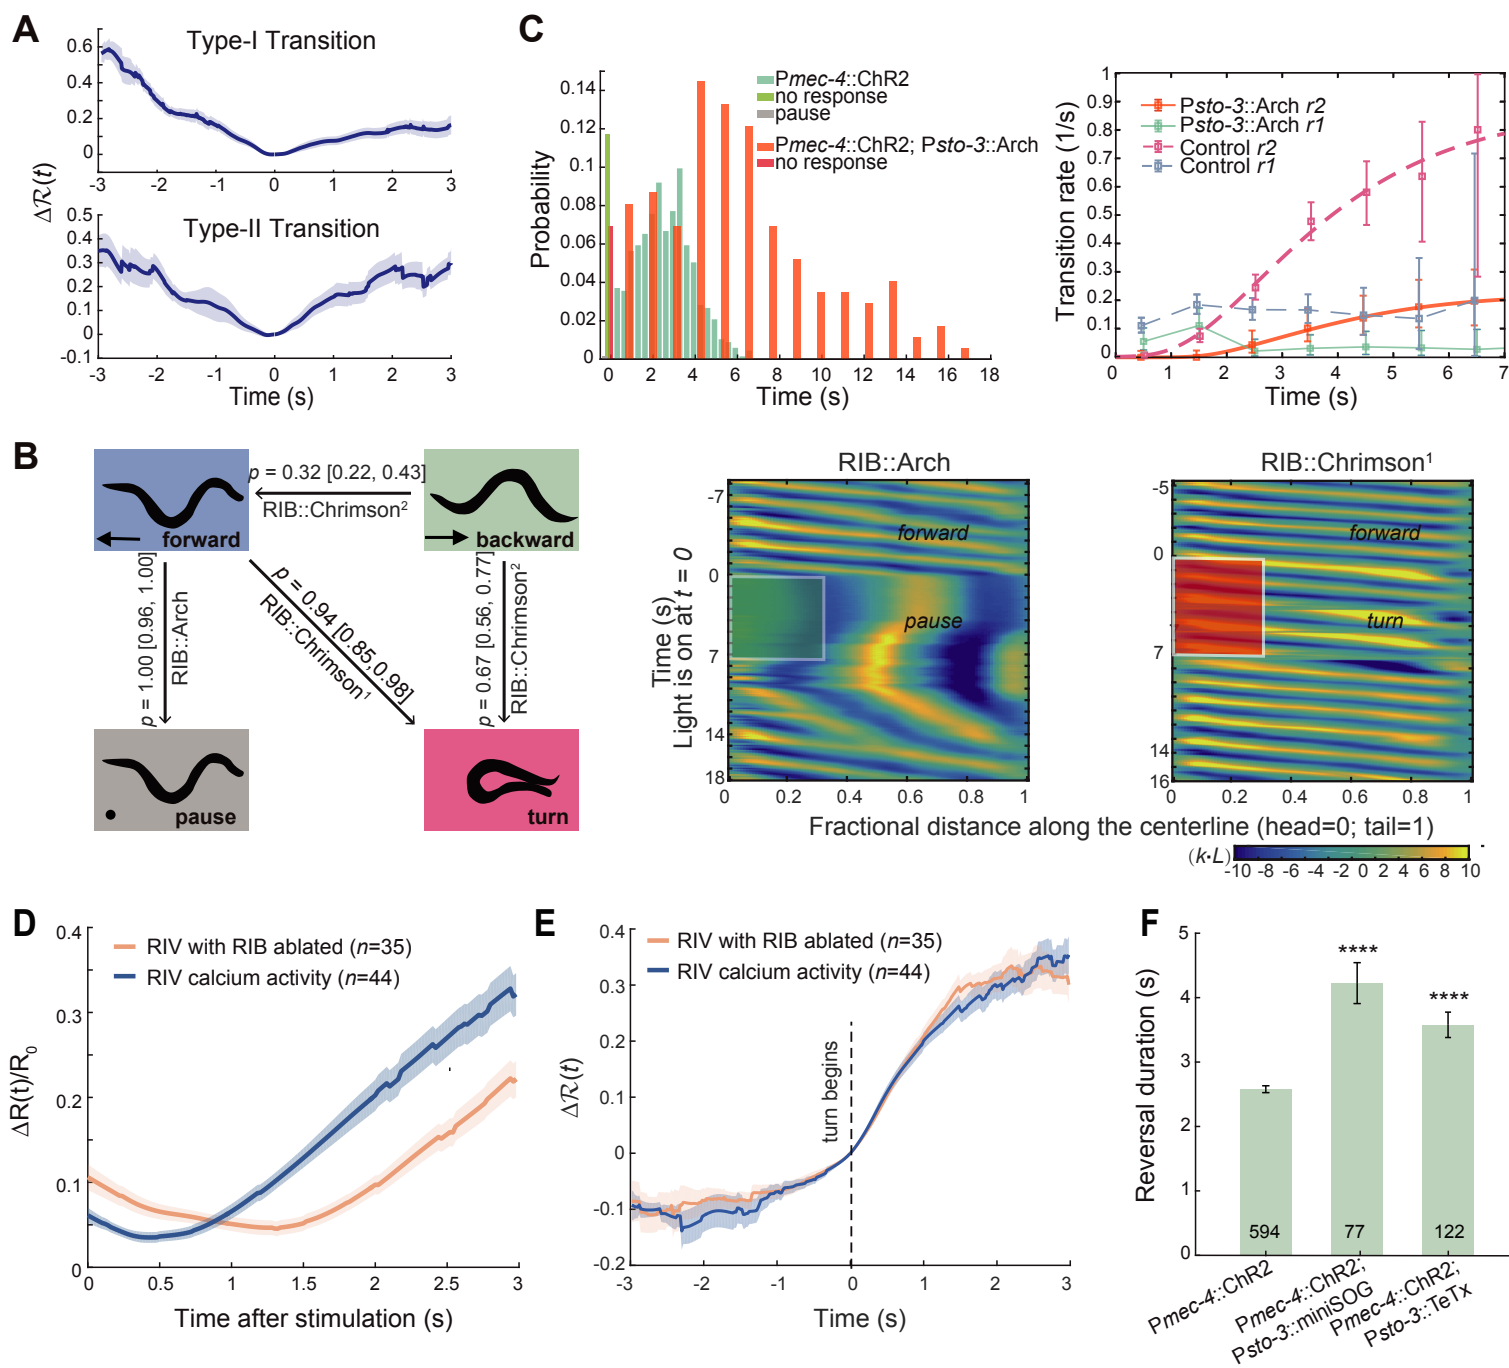 A
Type-I Transition
0.6
0.4
0.2
0
-3 -2 -1 0 1 2 3
ΔR(t)
Type-II Transition
0.4
0.3
0.2
0.1
0
-0.1
-3 -2 -1 0 1 2 3
Time (s)
C
0.14
0.12
0.08
0.06
0.04
0.02
0
Probability
Pmec-4::ChR2
no response
pause
Pmec-4::ChR2; Psto-3::Arch
no response
0 2 4 6 8 10 12 14 16 18
Time (s)
1
0.8
0.6
0.4
0.2
0.1
0
Transition rate (1/s)
Psto-3::Arch r2
Psto-3::Arch r1
Control r2
Control r1
0 1 2 3 4 5 6 7
Time (s)
B
forward
backward
p = 0.32 [0.22, 0.43]
RIB::Chrimson²
p = 1.00 [0.96, 1.00]
RIB::Arch
p = 0.94 [0.85,0.98]
RIB::Chrimson¹
p = 0.67 [0.56, 0.77]
RIB::Chrimson²
pause
turn
RIB::Arch
-7
0
7
14
18
Time (s)
Light is on at t = 0
forward
pause
0 0.2 0.4 0.6 0.8 1
RIB::Chrimson¹
-5
0
7
14
16
forward
turn
0 0.2 0.4 0.6 0.8 1
Fractional distance along the centerline (head=0; tail=1)
(k·L)
-10 -8 -6 -4 -2 0 2 4 6 8 10
D
RIV with RIB ablated (n=35)
RIV calcium activity (n=44)
0.4
0.3
0.2
0.1
0
ΔR(t)/R0
0 0.5 1 1.5 2 2.5 3
Time after stimulation (s)
E
RIV with RIB ablated (n=35)
RIV calcium activity (n=44)
0.4
0.3
0.2
0.1
0
-0.1
-0.2
ΔR(t)
turn begins
-3 -2 -1 0 1 2 3
Time (s)
F
5
4
3
2
1
0
Reversal duration (s)
****
****
594
77
122
Pmec-4::ChR2
Pmec-4::ChR2;
Psto-3::miniSOG
Pmec-4::ChR2;
Psto-3::TeTx